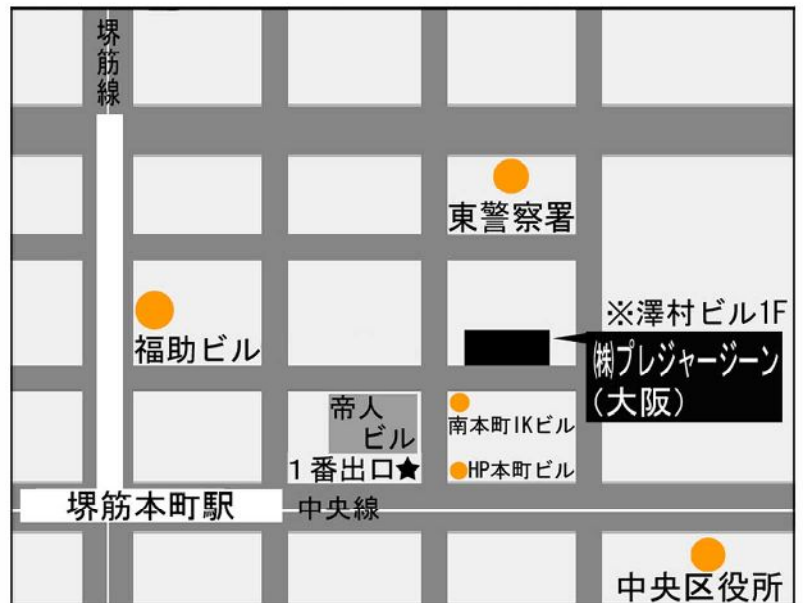 堺筋線
東警察署
※澤村ビル1F
㈱プレジャージーン
(大阪)
福助ビル
帝人
ビル
南本町IKビル
1番出口★
HP本町ビル
堺筋本町駅
中央線
中央区役所